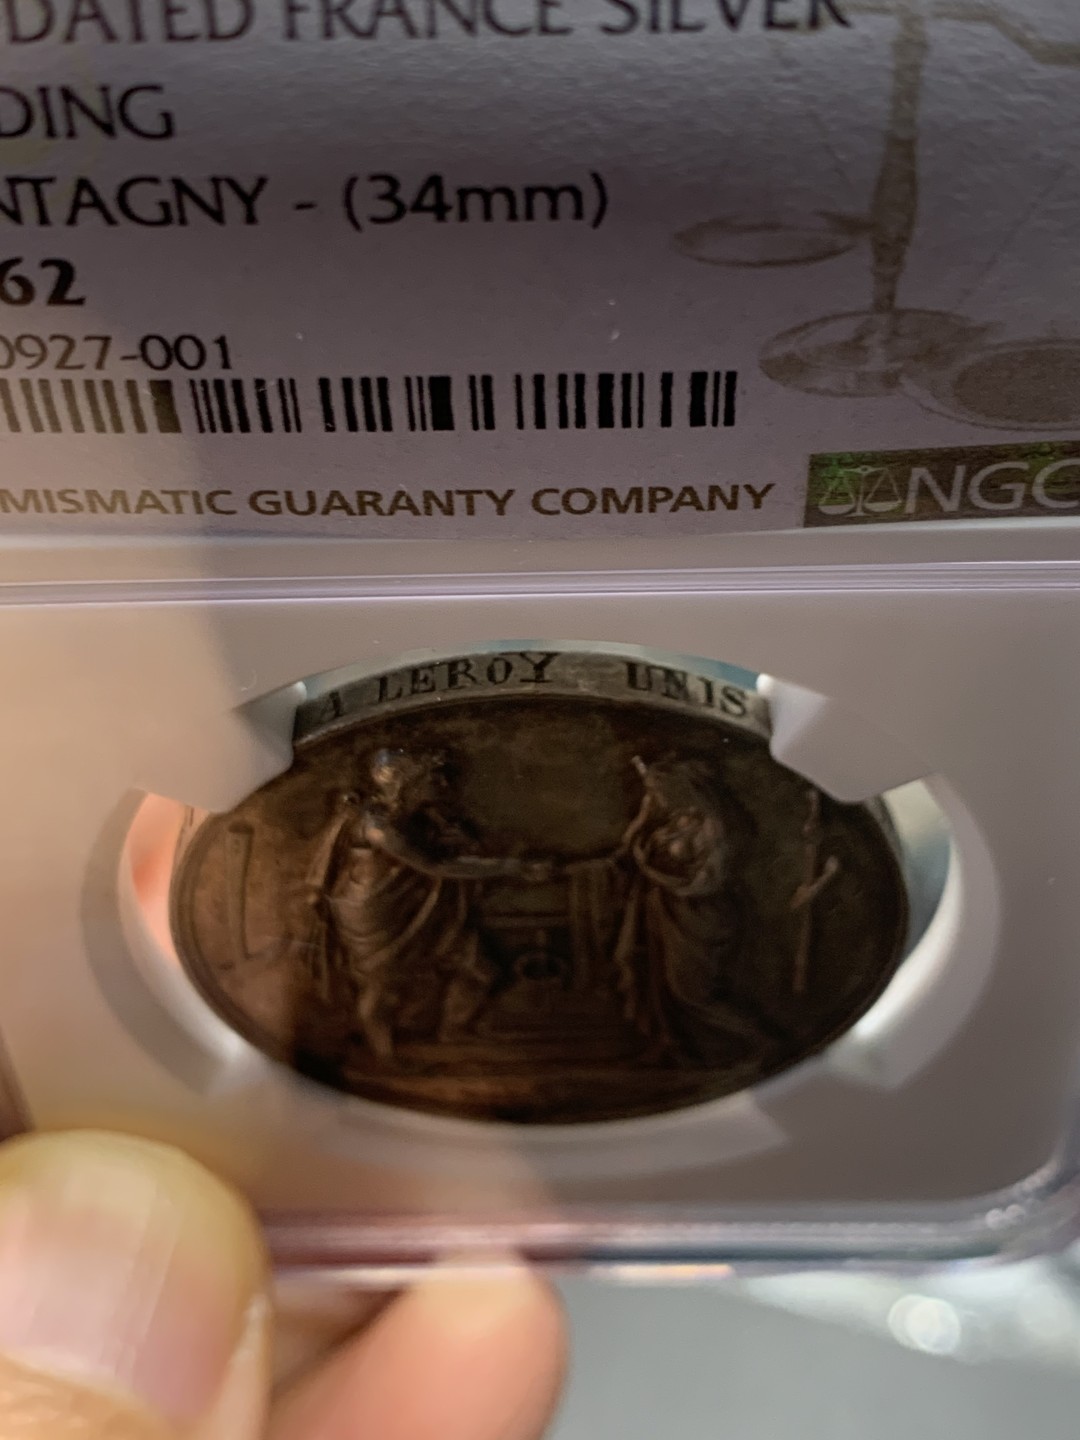 DATED FRANCE SILVER
DING
NTAGNY - (34mm)
62
0927-001
MISMATIC GUARANTY COMPANY
NGC
A LEROY UNIS